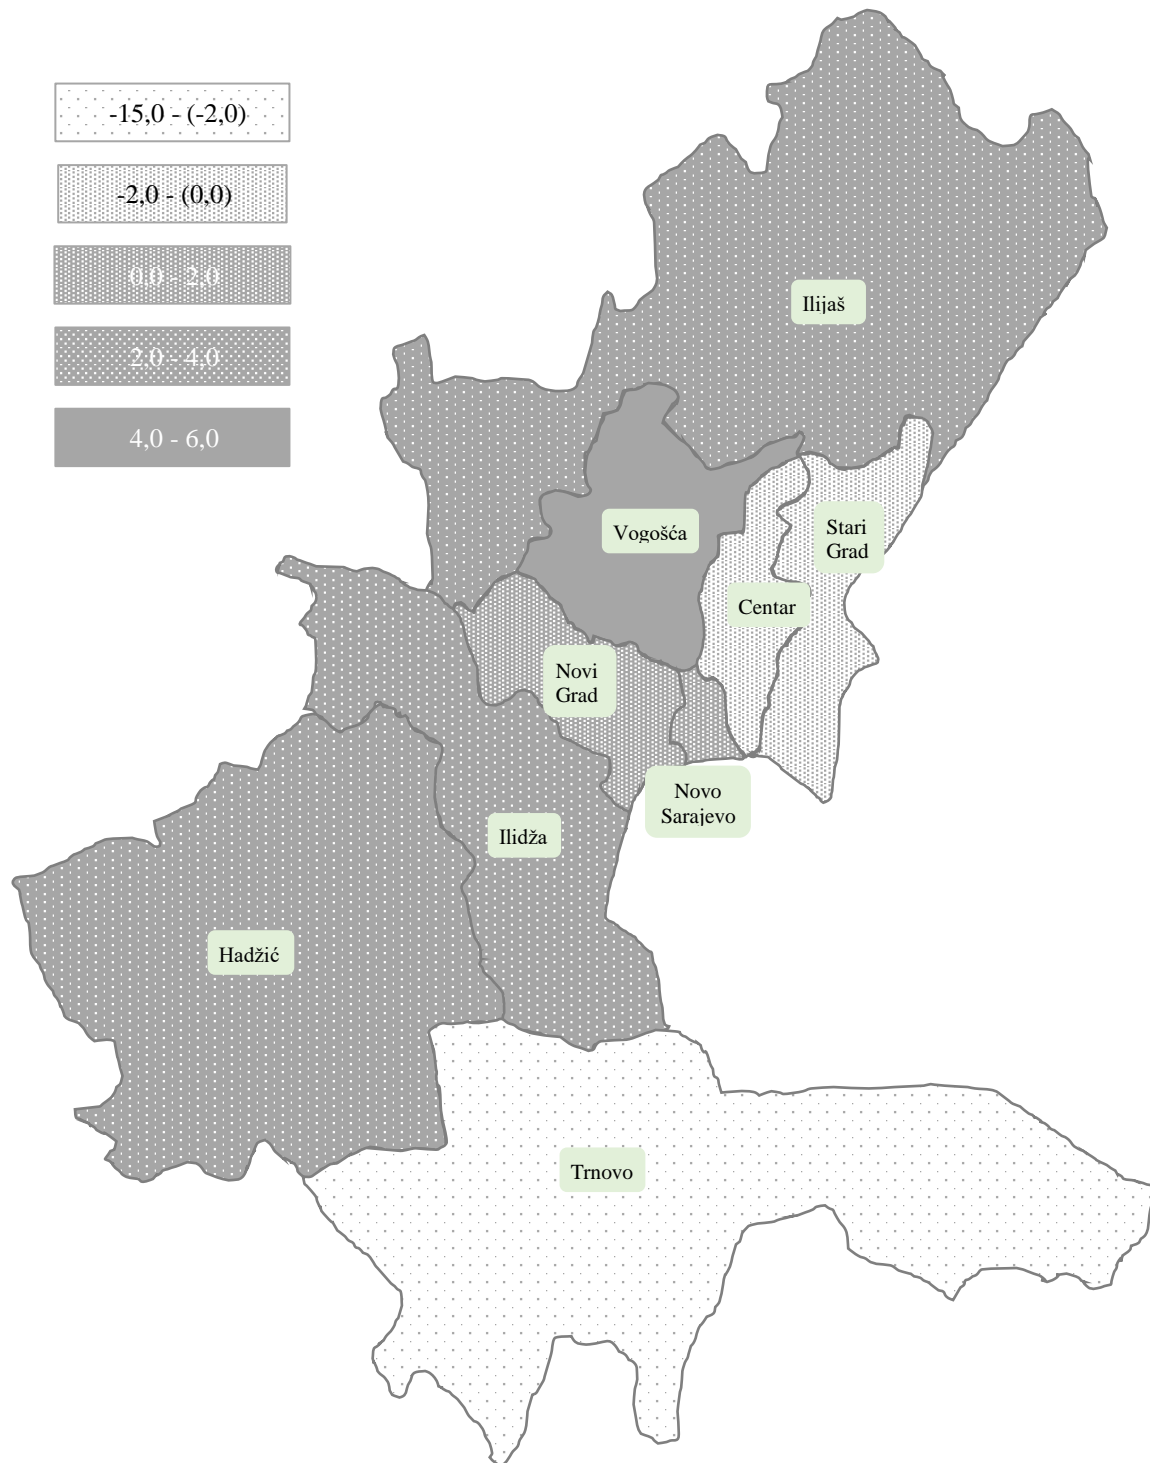 -15,0 - (-2,0)
-2,0 - (0,0)
0,0 - 2,0
2,0 - 4,0
4,0 - 6,0
Ilijaš
Vogošća
Stari
Grad
Centar
Novi
Grad
Novo
Sarajevo
Ilidža
Hadžić
Trnovo